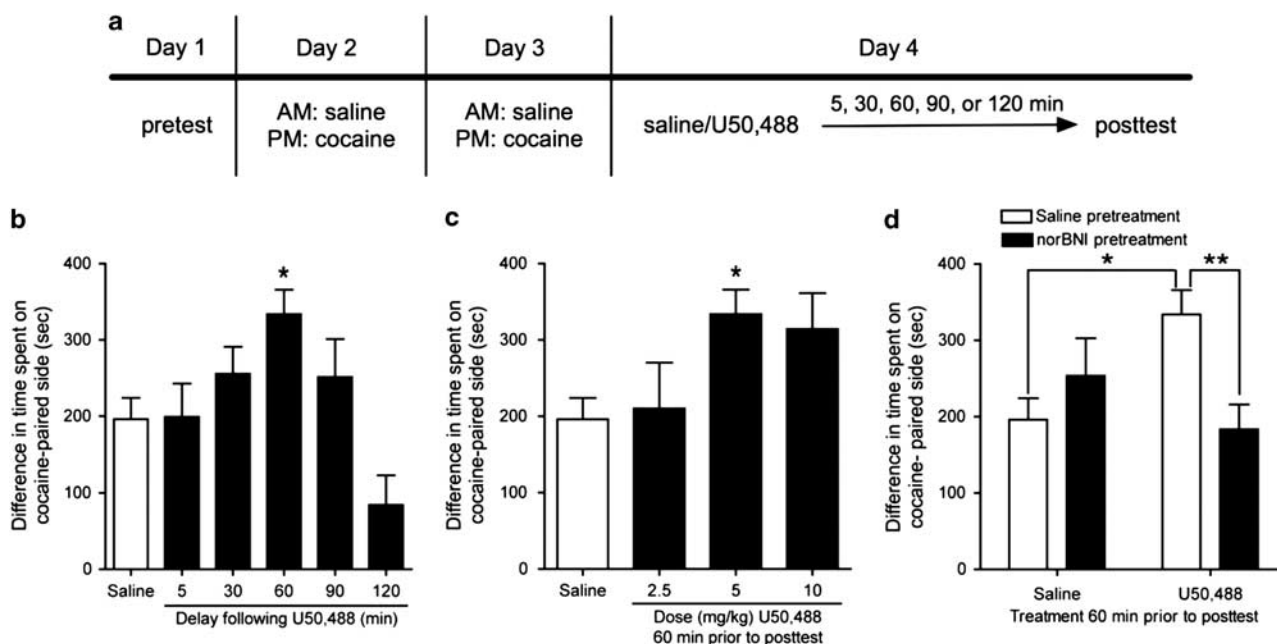 a
Day 1 Day 2 Day 3 Day 4
pretest
AM: saline
PM: cocaine
AM: saline
PM: cocaine
saline/U50,488
5, 30, 60, 90, or 120 min
posttest
b
Difference in time spent on
cocaine-paired side (sec)
400
300
200
100
0
*
Saline 5 30 60 90 120
Delay following U50,488 (min)
c
Difference in time spent on
cocaine-paired side (sec)
400
300
200
100
0
*
Saline 2.5 5 10
Dose (mg/kg) U50,488
60 min prior to posttest
d
Saline pretreatment
norBNI pretreatment
Difference in time spent on
cocaine- paired side (sec)
400
300
200
100
0
* **
Saline U50,488
Treatment 60 min prior to posttest